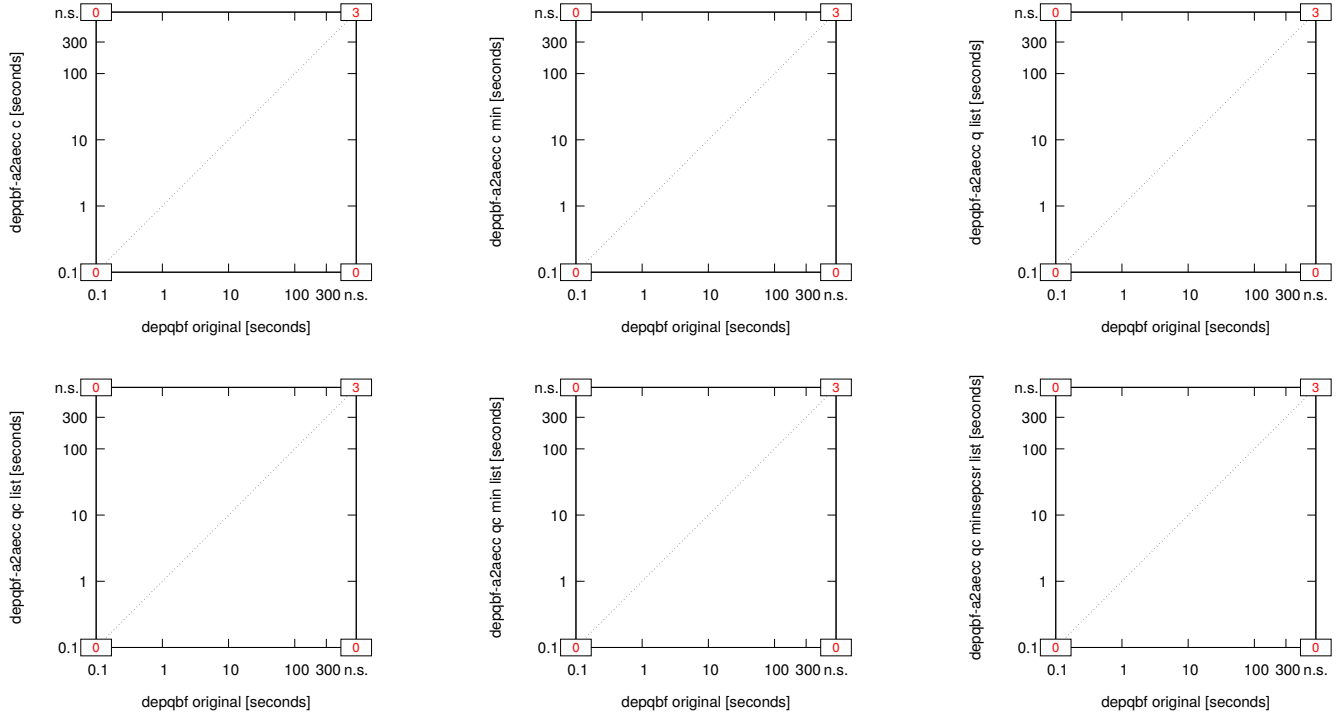 n.s. 0 3
300
100
10
1
0.1 0 0
0.1 1 10 100 300 n.s.
depqbf-a2aecc c [seconds]
depqbf original [seconds]
n.s. 0 3
300
100
10
1
0.1 0 0
0.1 1 10 100 300 n.s.
depqbf-a2aecc c min [seconds]
depqbf original [seconds]
n.s. 0 3
300
100
10
1
0.1 0 0
0.1 1 10 100 300 n.s.
depqbf-a2aecc q list [seconds]
depqbf original [seconds]
n.s. 0 3
300
100
10
1
0.1 0 0
0.1 1 10 100 300 n.s.
depqbf-a2aecc qc list [seconds]
depqbf original [seconds]
n.s. 0 3
300
100
10
1
0.1 0 0
0.1 1 10 100 300 n.s.
depqbf-a2aecc qc min list [seconds]
depqbf original [seconds]
n.s. 0 3
300
100
10
1
0.1 0 0
0.1 1 10 100 300 n.s.
depqbf-a2aecc qc minsepcsr list [seconds]
depqbf original [seconds]